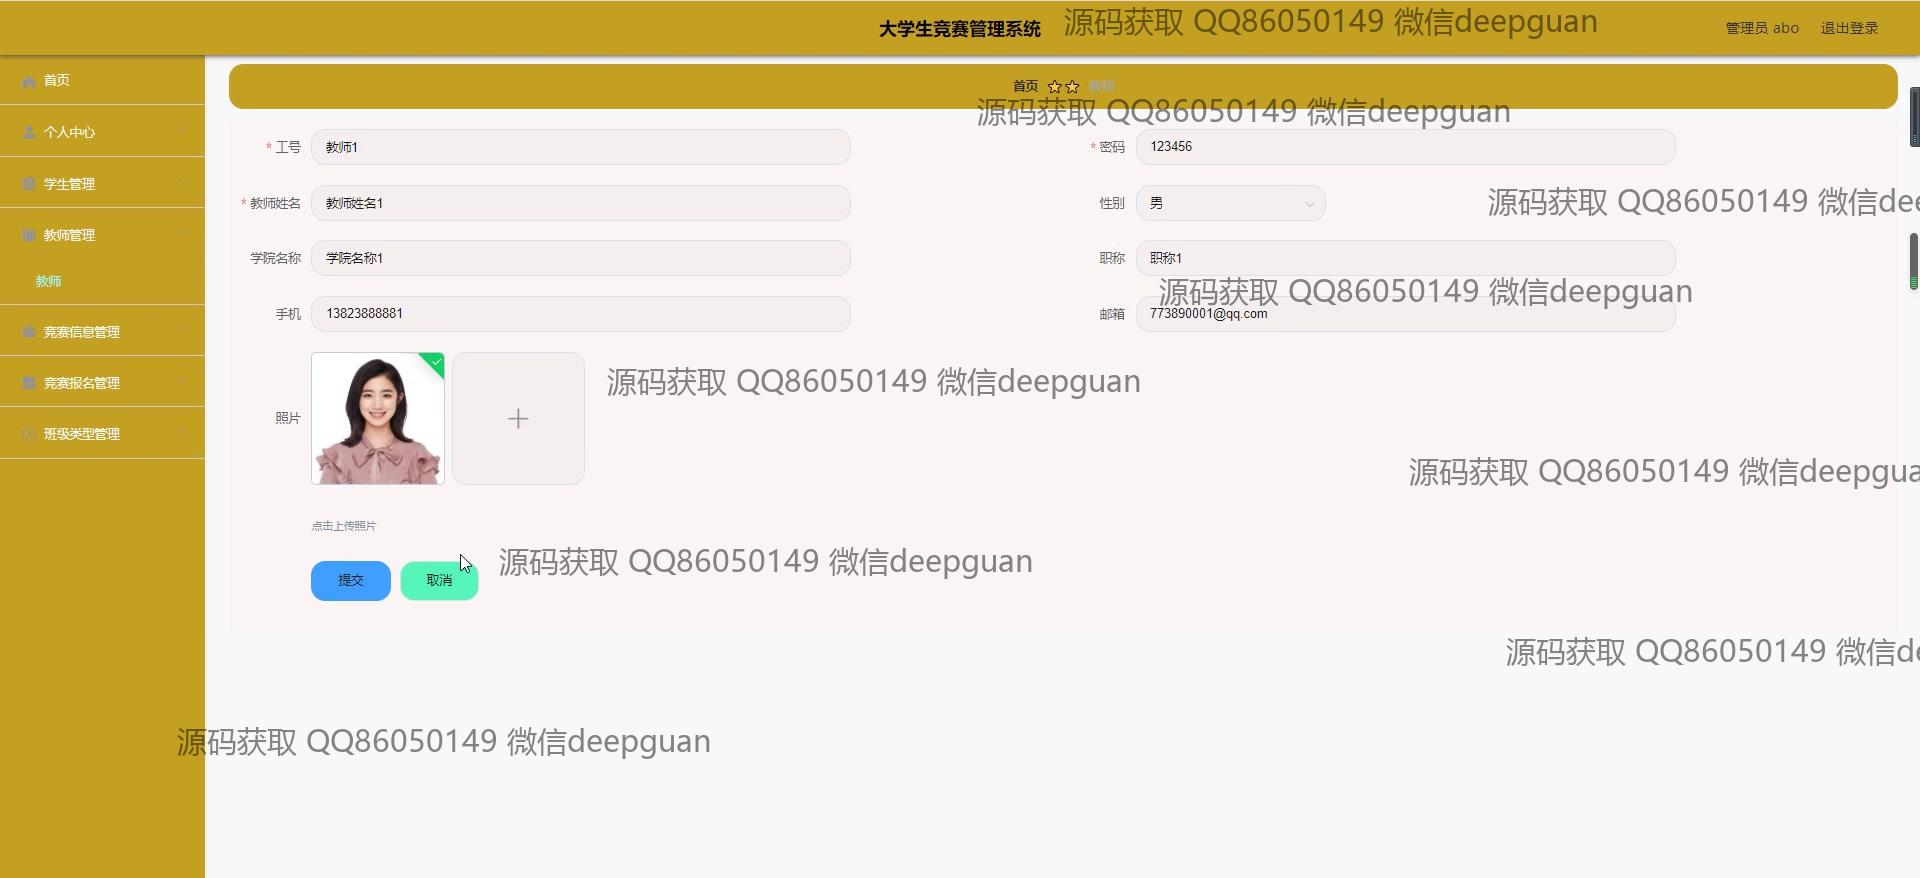 大学生竞赛管理系统
源码获取 QQ86050149 微信deepguan
管理员 abo 退出登录
首页
个人中心
学生管理
教师管理
教师
竞赛信息管理
竞赛报名管理
班级类型管理
首页 教师
源码获取 QQ86050149 微信deepguan
* 工号 教师1
* 密码 123456
* 教师姓名 教师姓名1
性别 男
源码获取 QQ86050149 微信dee
学院名称 学院名称1
职称 职称1
源码获取 QQ86050149 微信deepguan
手机 13823888881
邮箱 773890001@qq.com
源码获取 QQ86050149 微信deepguan
照片
源码获取 QQ86050149 微信deepgua
点击上传照片
源码获取 QQ86050149 微信deepguan
提交 取消
源码获取 QQ86050149 微信de
源码获取 QQ86050149 微信deepguan